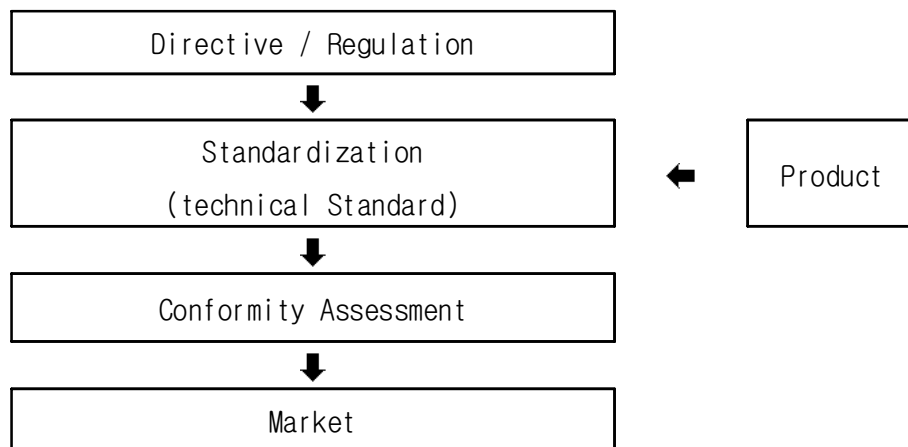 Directive / Regulation
Standardization
(technical Standard)
Product
Conformity Assessment
Market